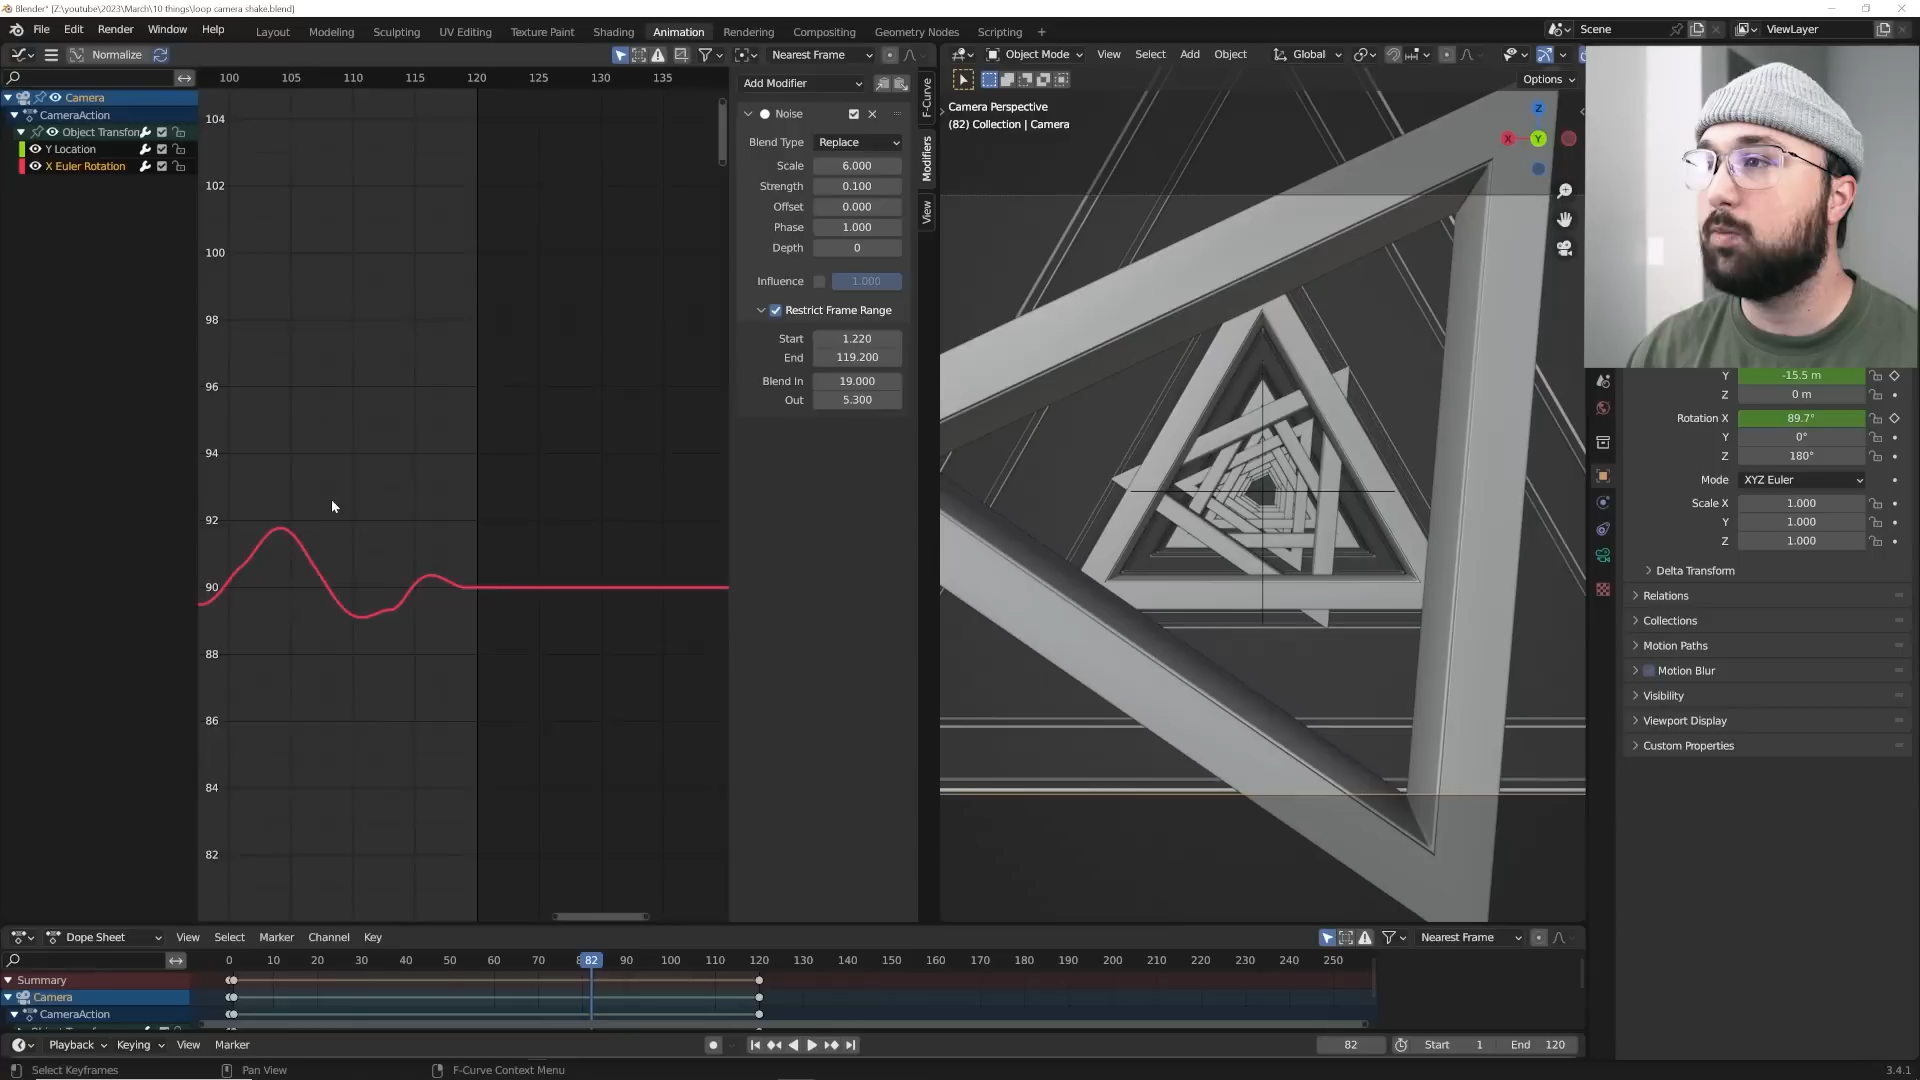 Blender* [Z:\youtube\2023\March\10 things\loop camera shake.blend]
File Edit Render Window Help
Layout Modeling Sculpting UV Editing Texture Paint Shading Animation Rendering Compositing Geometry Nodes Scripting +
Scene
ViewLayer
Normalize
Nearest Frame
Object Mode View Select Add Object Global
Options
100 105 110 115 120 125 130 135
Camera
CameraAction
Object Transfor
Y Location
X Euler Rotation
104
102
100
98
96
94
92
90
88
86
84
82
Add Modifier
Noise
Blend Type Replace
Scale 6.000
Strength 0.100
Offset 0.000
Phase 1.000
Depth 0
Influence 1.000
Restrict Frame Range
Start 1.220
End 119.200
Blend In 19.000
Out 5.300
F-Curve
Modifiers
View
Camera Perspective
(82) Collection | Camera
Z
X
Y
Y -15.5 m
Z 0 m
Rotation X 89.7°
Y 0°
Z 180°
Mode XYZ Euler
Scale X 1.000
Y 1.000
Z 1.000
Delta Transform
Relations
Collections
Motion Paths
Motion Blur
Visibility
Viewport Display
Custom Properties
Dope Sheet View Select Marker Channel Key
Nearest Frame
0 10 20 30 40 50 60 70 82 90 100 110 120 130 140 150 160 170 180 190 200 210 220 230 240 250
Summary
Camera
CameraAction
Playback Keying View Marker
82
Start 1
End 120
Select Keyframes
Pan View
F-Curve Context Menu
3.4.1